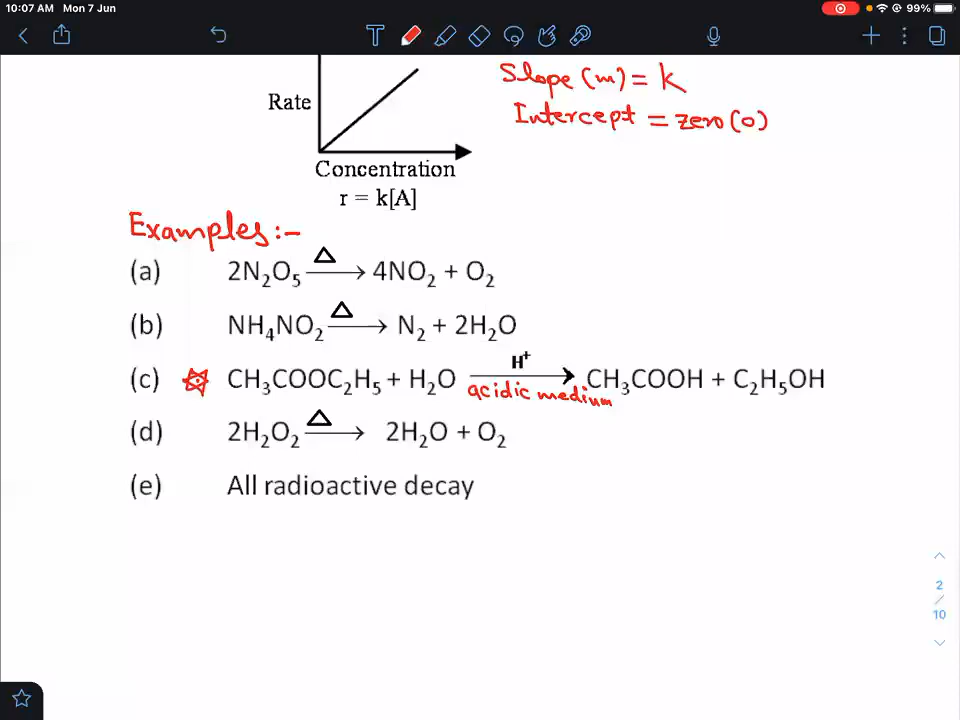 10:07 AM Mon 7 Jun 99%
Slope (m) = k
Rate
Intercept = zero (0)
Concentration
r = k[A]
Examples :-
(a) 2N₂O₅ —Δ→ 4NO₂ + O₂
(b) NH₄NO₂ —Δ→ N₂ + 2H₂O
H⁺
(c) CH₃COOC₂H₅ + H₂O ⟶ CH₃COOH + C₂H₅OH
acidic medium
(d) 2H₂O₂ —Δ→ 2H₂O + O₂
(e) All radioactive decay
2
/
10